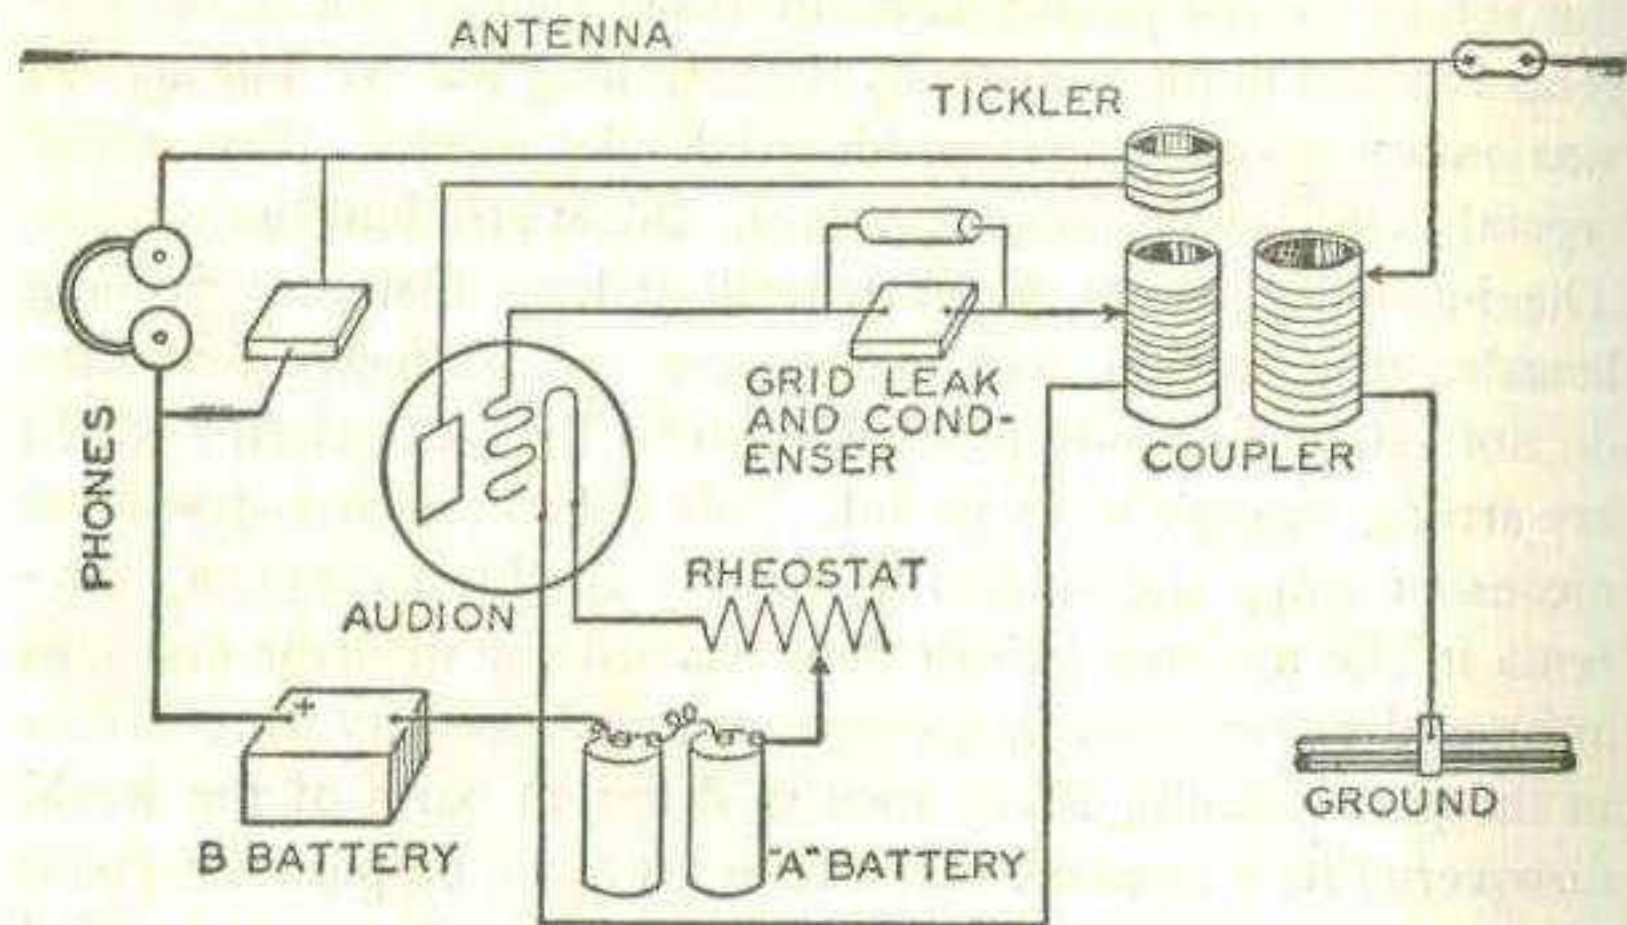 ANTENNA
TICKLER
GRID LEAK
AND COND-
ENSER
COUPLER
PHONES
AUDION
RHEOSTAT
+
B BATTERY
"A" BATTERY
GROUND